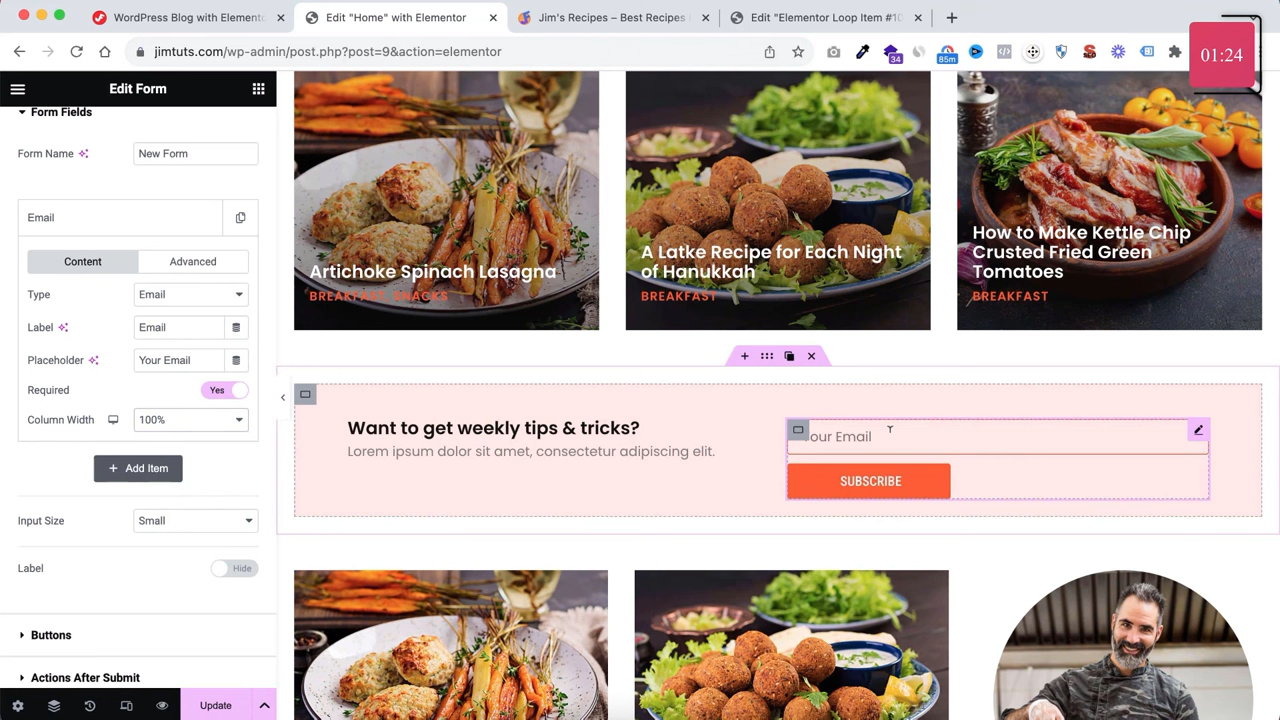 WordPress Blog with Element
Edit "Home" with Elementor
Jim's Recipes – Best Recipes
Edit "Elementor Loop Item #10
jimtuts.com/wp-admin/post.php?post=9&action=elementor
34
85m
01:24
Edit Form
Form Fields
Form Name
New Form
Email
Content
Advanced
Type
Email
Label
Email
Placeholder
Your Email
Required
Yes
Column Width
100%
+ Add Item
Input Size
Small
Label
Hide
Buttons
Actions After Submit
Update
Artichoke Spinach Lasagna
BREAKFAST, SNACKS
A Latke Recipe for Each Night
of Hanukkah
BREAKFAST
How to Make Kettle Chip
Crusted Fried Green
Tomatoes
BREAKFAST
Want to get weekly tips & tricks?
Lorem ipsum dolor sit amet, consectetur adipiscing elit.
Your Email
SUBSCRIBE